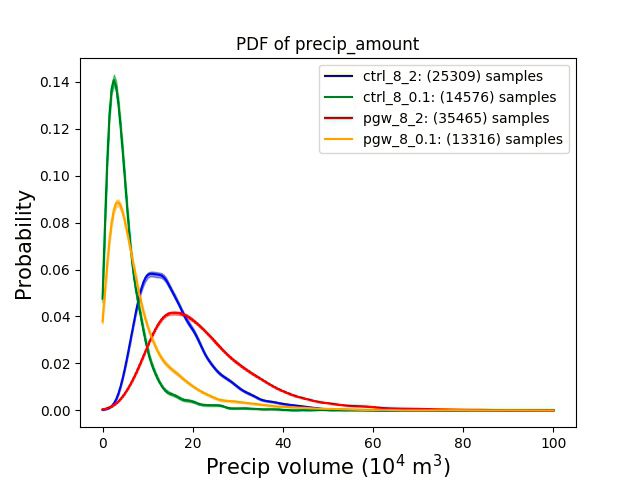 PDF of precip_amount
ctrl_8_2: (25309) samples
ctrl_8_0.1: (14576) samples
pgw_8_2: (35465) samples
pgw_8_0.1: (13316) samples
Probability
0.14
0.12
0.10
0.08
0.06
0.04
0.02
0.00
0 20 40 60 80 100
Precip volume (10⁴ m³)